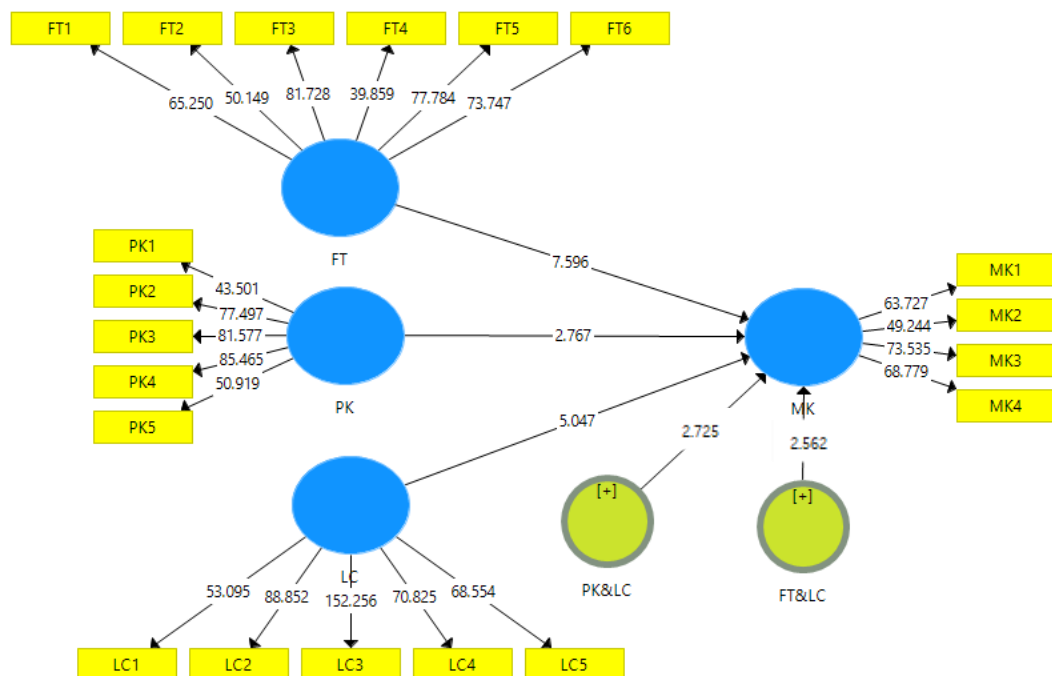 FT1 FT2 FT3 FT4 FT5 FT6
65.250 50.149 81.728 39.859 77.784 73.747
FT
7.596
PK1
PK2
PK3
PK4
PK5
43.501
77.497
81.577
85.465
50.919
PK
2.767
MK1
MK2
MK3
MK4
63.727
49.244
73.535
68.779
MK
5.047
2.725
2.562
[+]
[+]
PK&LC
FT&LC
LC
53.095 88.852 152.256 70.825 68.554
LC1 LC2 LC3 LC4 LC5